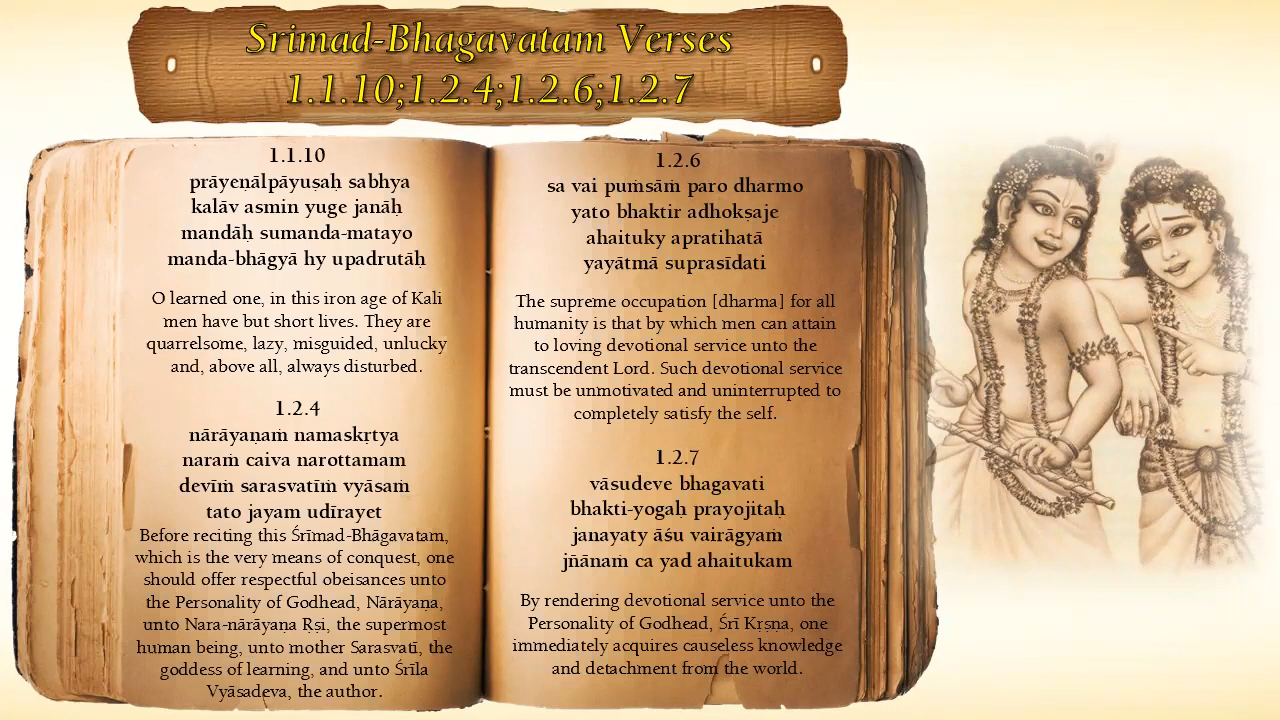 Srimad-Bhagavatam Verses
1.1.10;1.2.4;1.2.6;1.2.7
1.1.10
prāyeṇālpāyuṣaḥ sabhya
kalāv asmin yuge janāḥ
mandāḥ sumanda-matayo
manda-bhāgyā hy upadrutāḥ
O learned one, in this iron age of Kali
men have but short lives. They are
quarrelsome, lazy, misguided, unlucky
and, above all, always disturbed.
1.2.4
nārāyaṇaṁ namaskṛtya
naraṁ caiva narottamam
devīṁ sarasvatīṁ vyāsaṁ
tato jayam udīrayet
Before reciting this Śrīmad-Bhāgavatam,
which is the very means of conquest, one
should offer respectful obeisances unto
the Personality of Godhead, Nārāyaṇa,
unto Nara-nārāyaṇa Ṛṣi, the supermost
human being, unto mother Sarasvatī, the
goddess of learning, and unto Śrīla
Vyāsadeva, the author.
1.2.6
sa vai puṁsāṁ paro dharmo
yato bhaktir adhokṣaje
ahaituky apratihatā
yayātmā suprasīdati
The supreme occupation [dharma] for all
humanity is that by which men can attain
to loving devotional service unto the
transcendent Lord. Such devotional service
must be unmotivated and uninterrupted to
completely satisfy the self.
1.2.7
vāsudeve bhagavati
bhakti-yogaḥ prayojitaḥ
janayaty āśu vairāgyaṁ
jñānaṁ ca yad ahaitukam
By rendering devotional service unto the
Personality of Godhead, Śrī Kṛṣṇa, one
immediately acquires causeless knowledge
and detachment from the world.